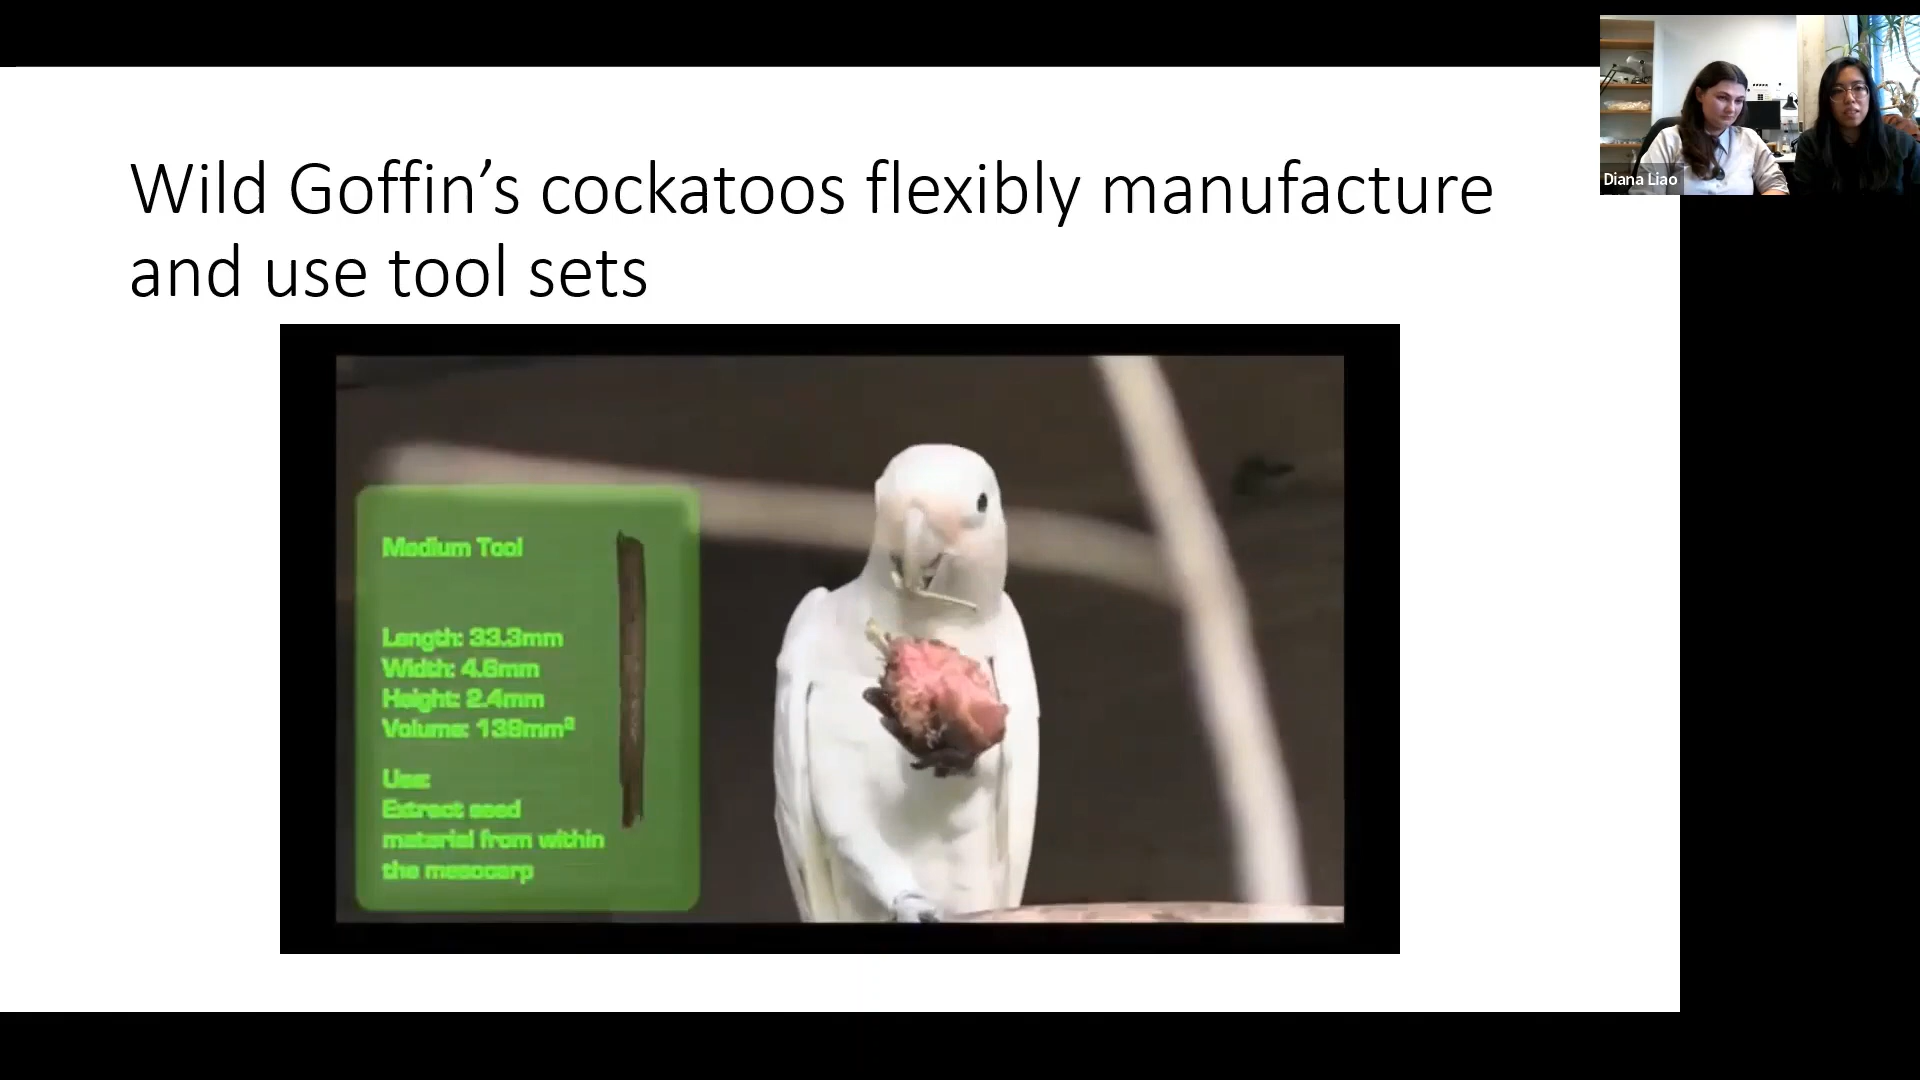 Wild Goffin’s cockatoos flexibly manufacture
and use tool sets
Diana Liao
Medium Tool
Length: 33.3mm
Width: 4.6mm
Height: 2.4mm
Volume: 138mm³
Use:
Extract seed
material from within
the mesocarp